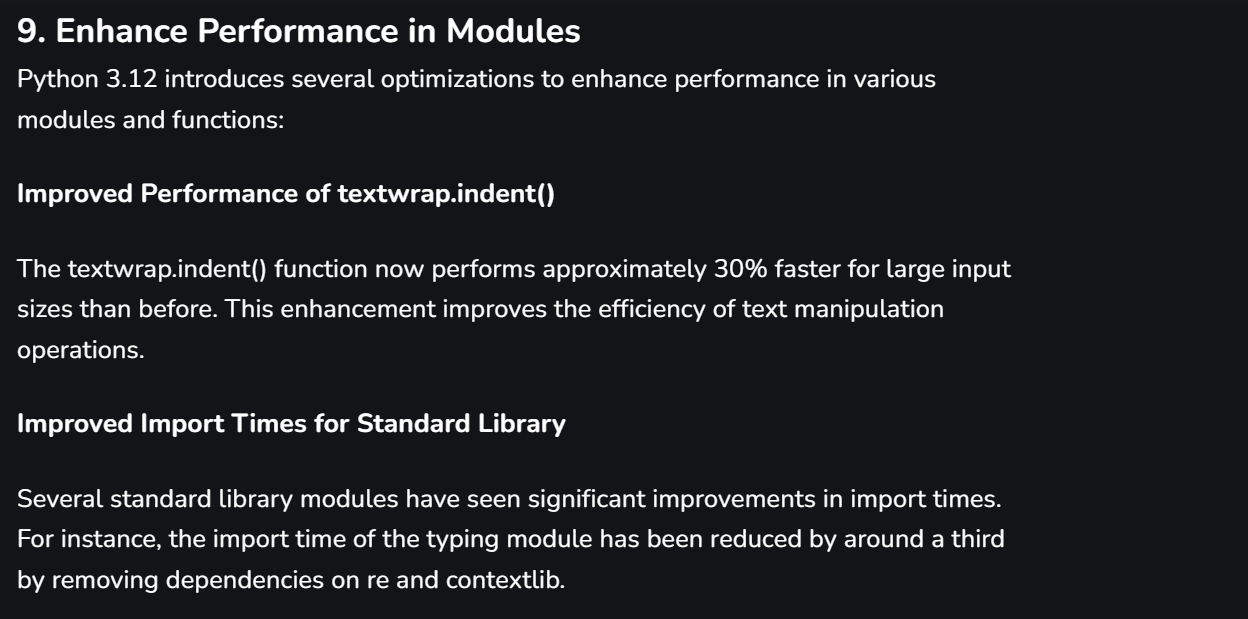 9. Enhance Performance in Modules
Python 3.12 introduces several optimizations to enhance performance in various
modules and functions:
Improved Performance of textwrap.indent()
The textwrap.indent() function now performs approximately 30% faster for large input
sizes than before. This enhancement improves the efficiency of text manipulation
operations.
Improved Import Times for Standard Library
Several standard library modules have seen significant improvements in import times.
For instance, the import time of the typing module has been reduced by around a third
by removing dependencies on re and contextlib.